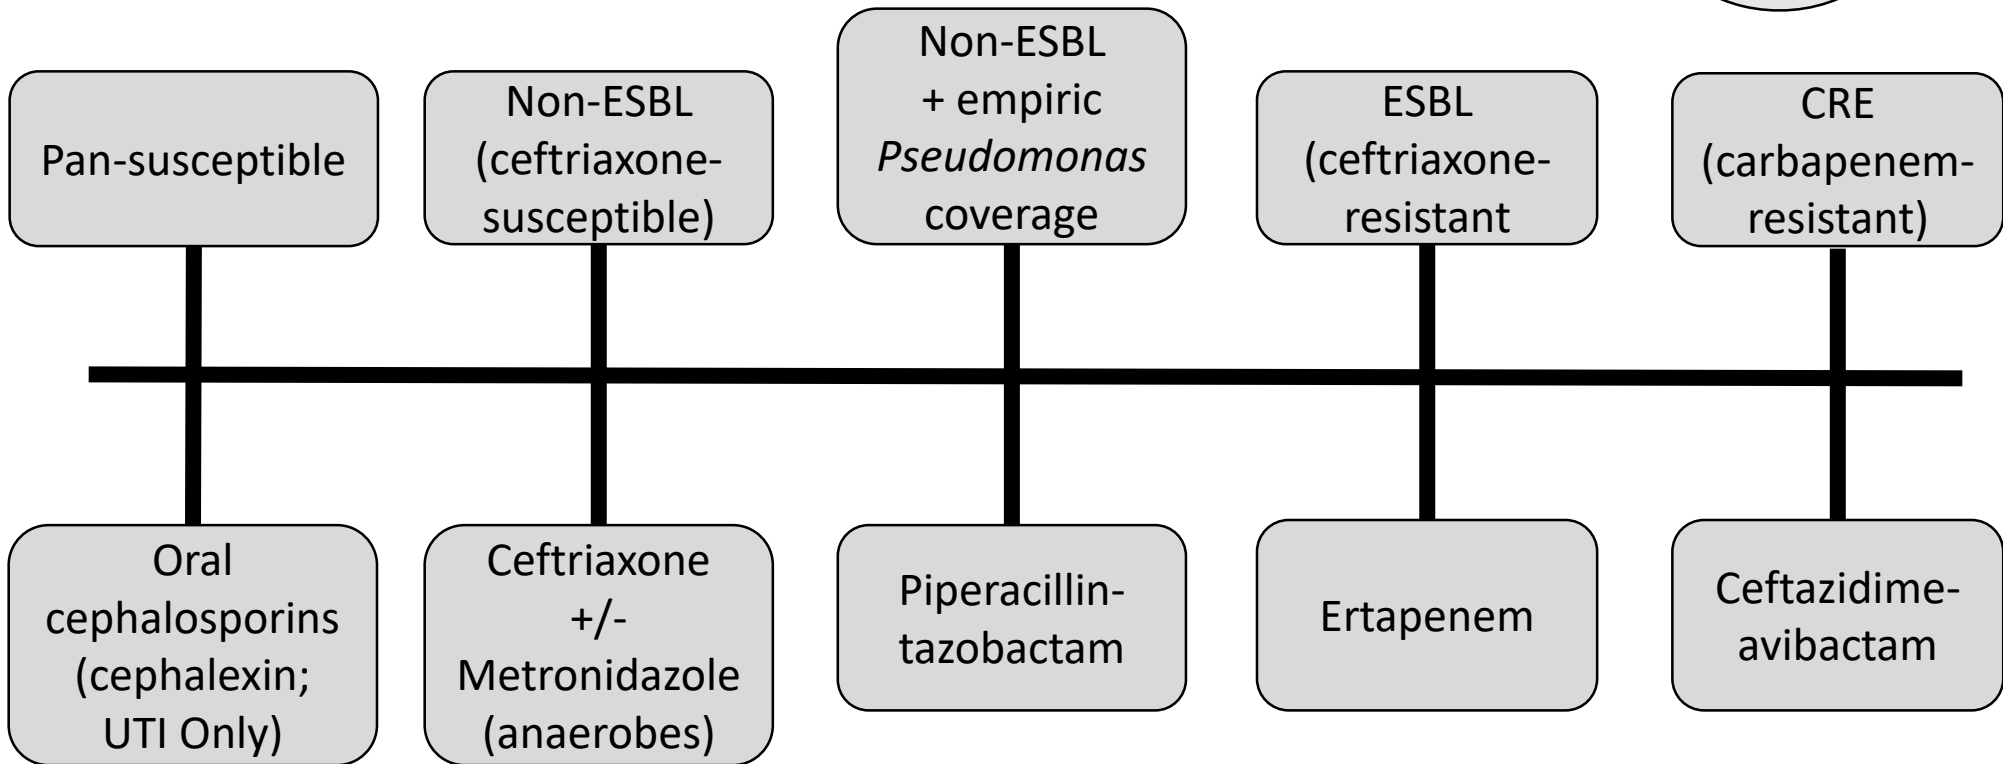 Pan-susceptible
Non-ESBL
(ceftriaxone-
susceptible)
Non-ESBL
+ empiric
Pseudomonas
coverage
ESBL
(ceftriaxone-
resistant
CRE
(carbapenem-
resistant)
Oral
cephalosporins
(cephalexin;
UTI Only)
Ceftriaxone
+/-
Metronidazole
(anaerobes)
Piperacillin-
tazobactam
Ertapenem
Ceftazidime-
avibactam